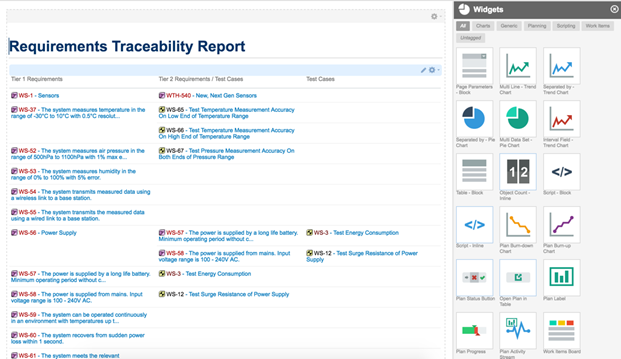 Requirements Traceability Report
Tier 1 Requirements Tier 2 Requirements / Test Cases Test Cases
WS-1 - Sensors WTH-540 - New, Next Gen Sensors
WS-37 - The system measures temperature in the
range of -30°C to 10°C with 0.5°C resolut...
WS-65 - Test Temperature Measurement Accuracy
On Low End of Temperature Range
WS-66 - Test Temperature Measurement Accuracy
On High End of Temperature Range
WS-52 - The system measures air pressure in the
range of 500hPa to 1100hPa with 1% max e...
WS-67 - Test Pressure Measurement Accuracy On
Both Ends of Pressure Range
WS-53 - The system measures humidity in the
range of 0% to 100% with 5% error.
WS-54 - The system transmits measured data using
a wireless link to a base station.
WS-55 - The system transmits the measured data
using a wired link to a base station.
WS-56 - Power Supply
WS-57 - The power is supplied by a long life battery.
Minimum operating period without c...
WS-3 - Test Energy Consumption
WS-58 - The power is supplied from mains. Input
voltage range is 100 - 240V AC.
WS-12 - Test Surge Resistance of Power
Supply
WS-57 - The power is supplied by a long life battery.
Minimum operating period without c...
WS-3 - Test Energy Consumption
WS-58 - The power is supplied from mains. Input
voltage range is 100 - 240V AC.
WS-12 - Test Surge Resistance of Power Supply
WS-59 - The system can be operated continuously
in an environment with temperatures up t...
WS-60 - The system recovers from sudden power
loss within 1 second.
WS-61 - The system meets the relevant
Widgets
All Charts Generic Planning Scripting Work Items
Untagged
Page Parameters
- Block
Multi Line - Trend
Chart
Separated by -
Trend Chart
Separated by - Pie
Chart
Multi Data Set -
Pie Chart
Interval Field -
Trend Chart
Table - Block
1 2
Object Count -
Inline
</>
Script - Block
</>
Script - Inline
Plan Burn-down
Chart
Plan Burn-up
Chart
Plan Status Button
Open Plan in
Table
Plan Label
Plan Progress
Plan Activity
Stream
Work Items Board